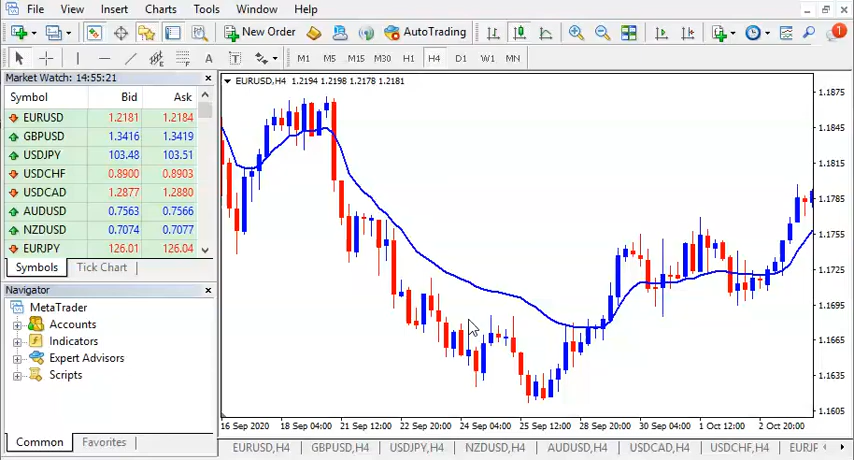 File View Insert Charts Tools Window Help
New Order AutoTrading 1
A T M1 M5 M15 M30 H1 H4 D1 W1 MN
Market Watch: 14:55:21
Symbol Bid Ask
EURUSD 1.2181 1.2184
GBPUSD 1.3416 1.3419
USDJPY 103.48 103.51
USDCHF 0.8900 0.8903
USDCAD 1.2877 1.2880
AUDUSD 0.7563 0.7566
NZDUSD 0.7074 0.7077
EURJPY 126.01 126.04
Symbols Tick Chart
Navigator
MetaTrader
Accounts
Indicators
Expert Advisors
Scripts
Common Favorites
EURUSD,H4 1.2194 1.2198 1.2178 1.2181
1.1875
1.1845
1.1815
1.1785
1.1755
1.1725
1.1695
1.1665
1.1635
1.1605
16 Sep 2020 18 Sep 04:00 21 Sep 12:00 22 Sep 20:00 24 Sep 04:00 25 Sep 12:00 28 Sep 20:00 30 Sep 04:00 1 Oct 12:00 2 Oct 20:00
EURUSD,H4 GBPUSD,H4 USDJPY,H4 NZDUSD,H4 AUDUSD,H4 USDCAD,H4 USDCHF,H4 EURJF